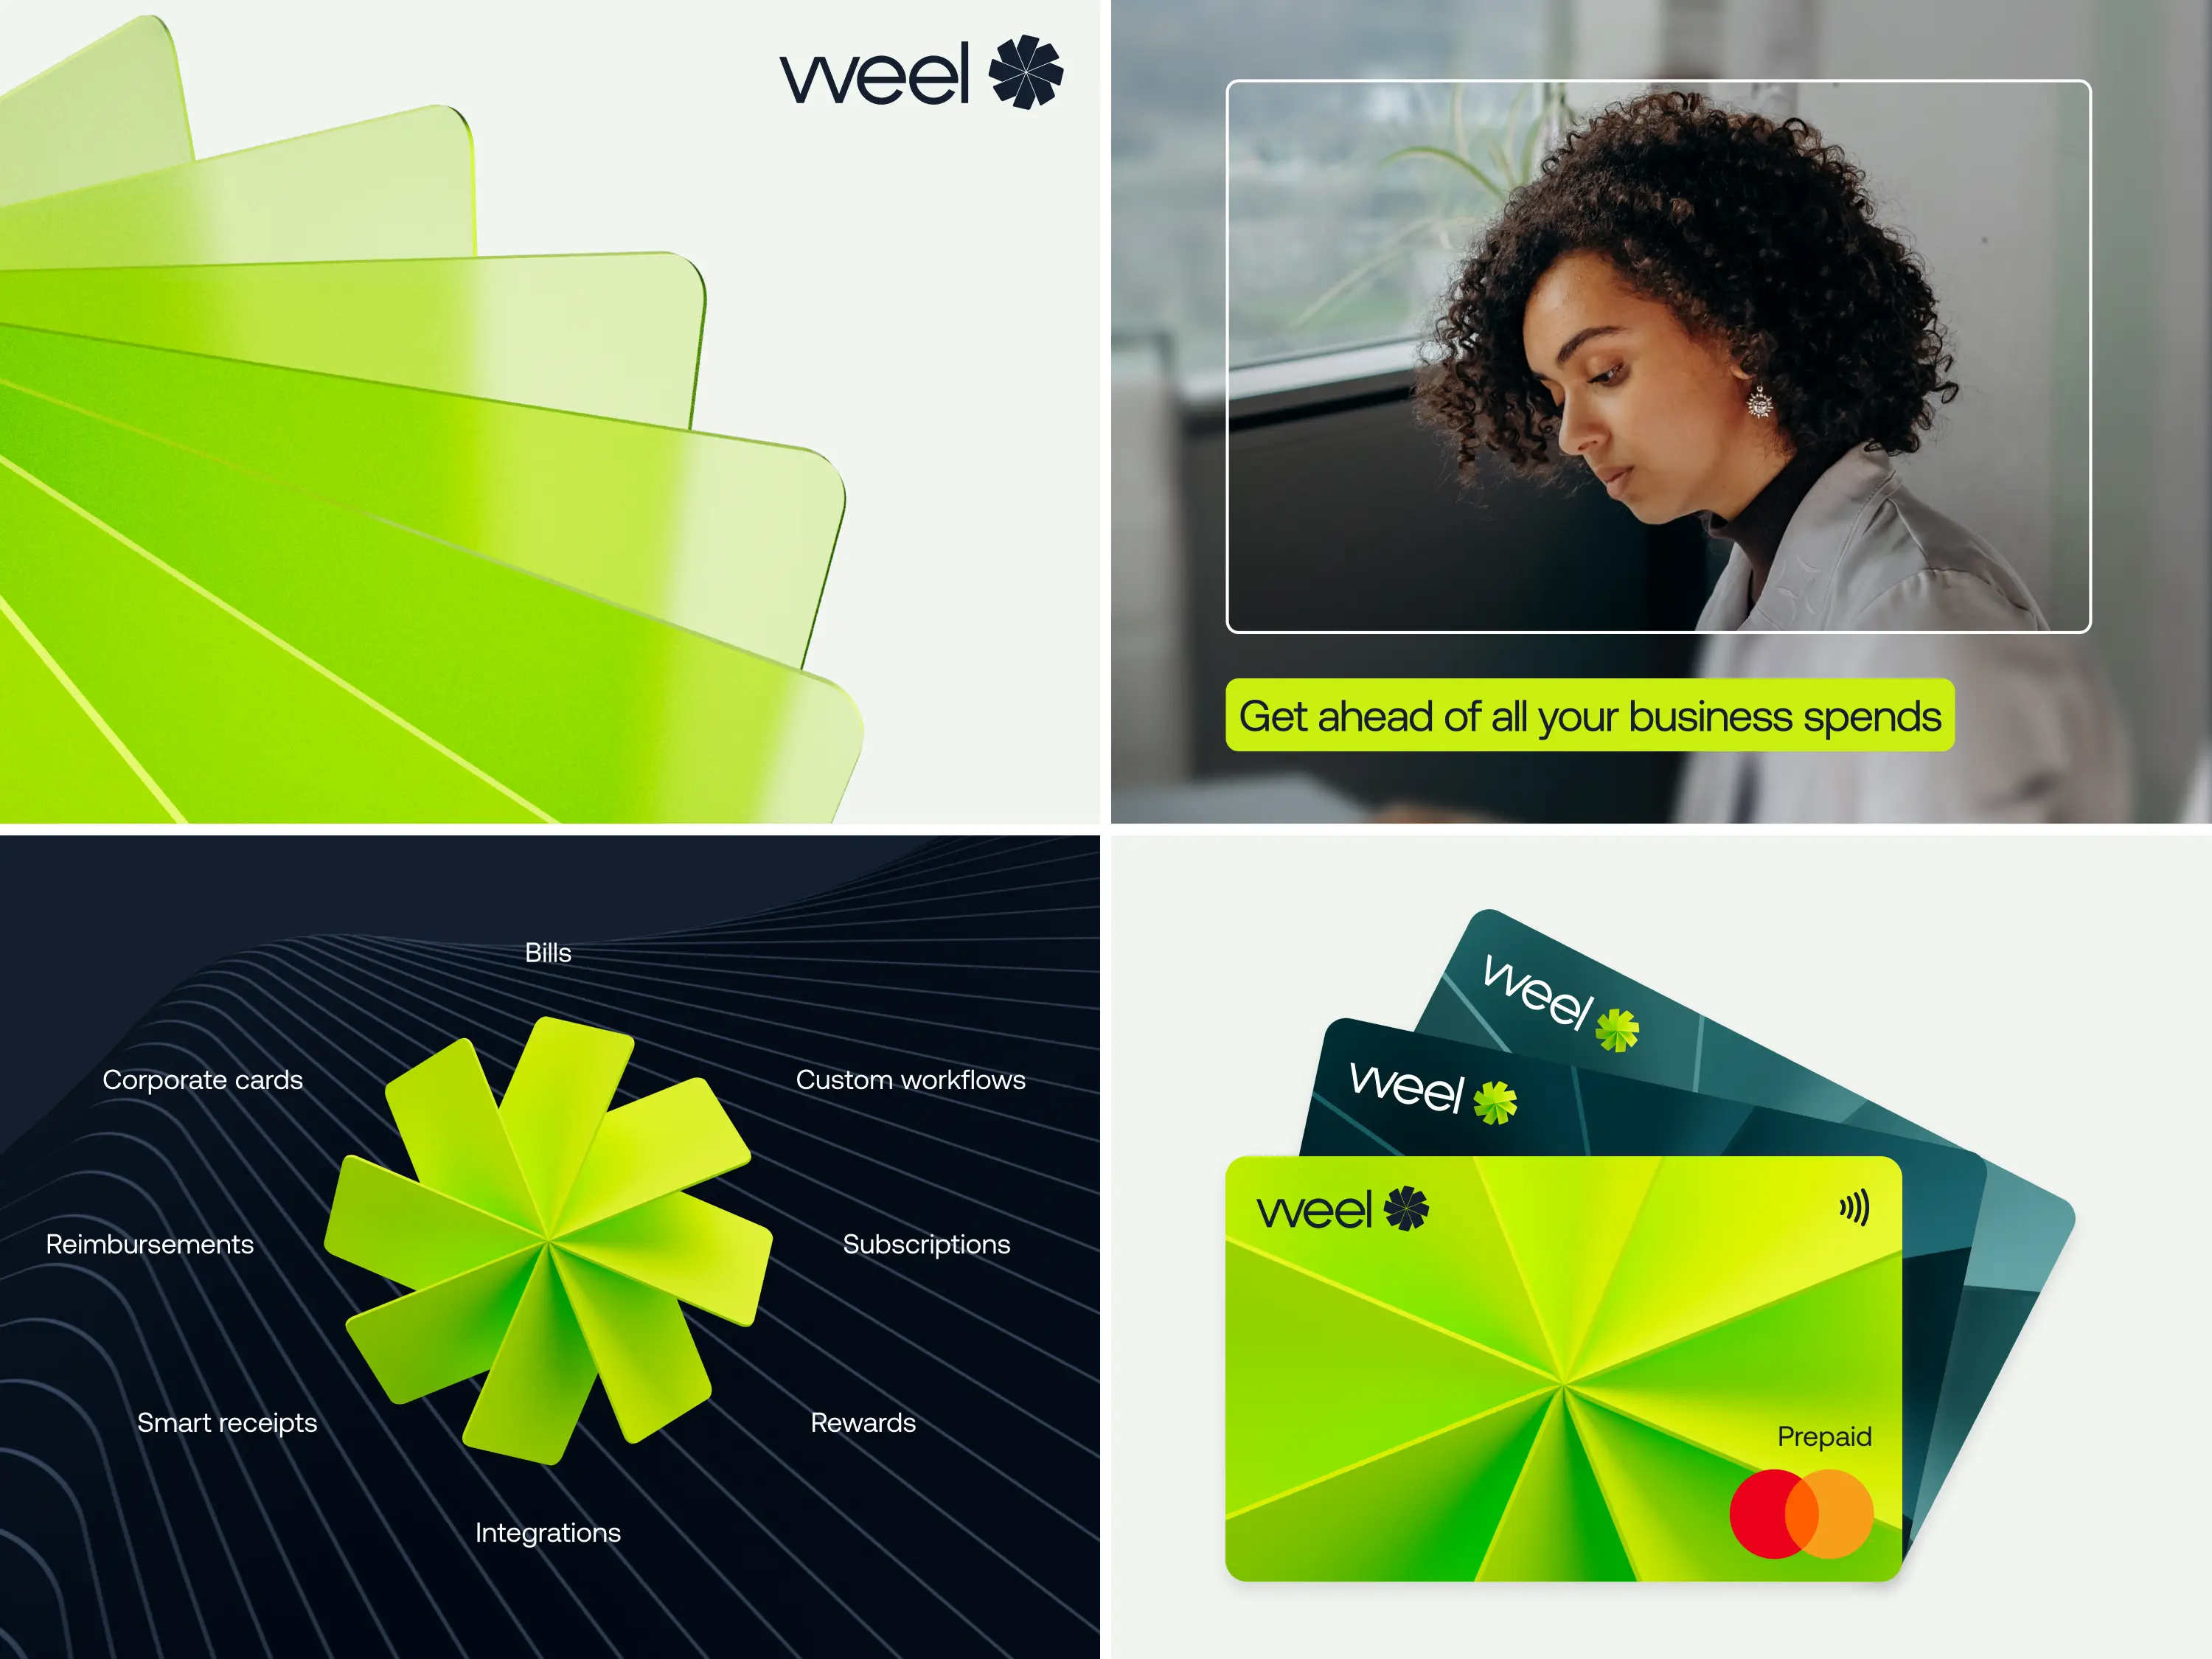 weel
Get ahead of all your business spends
Bills
Corporate cards
Custom workflows
Reimbursements
Subscriptions
Smart receipts
Rewards
Integrations
weel
weel
weel
Prepaid